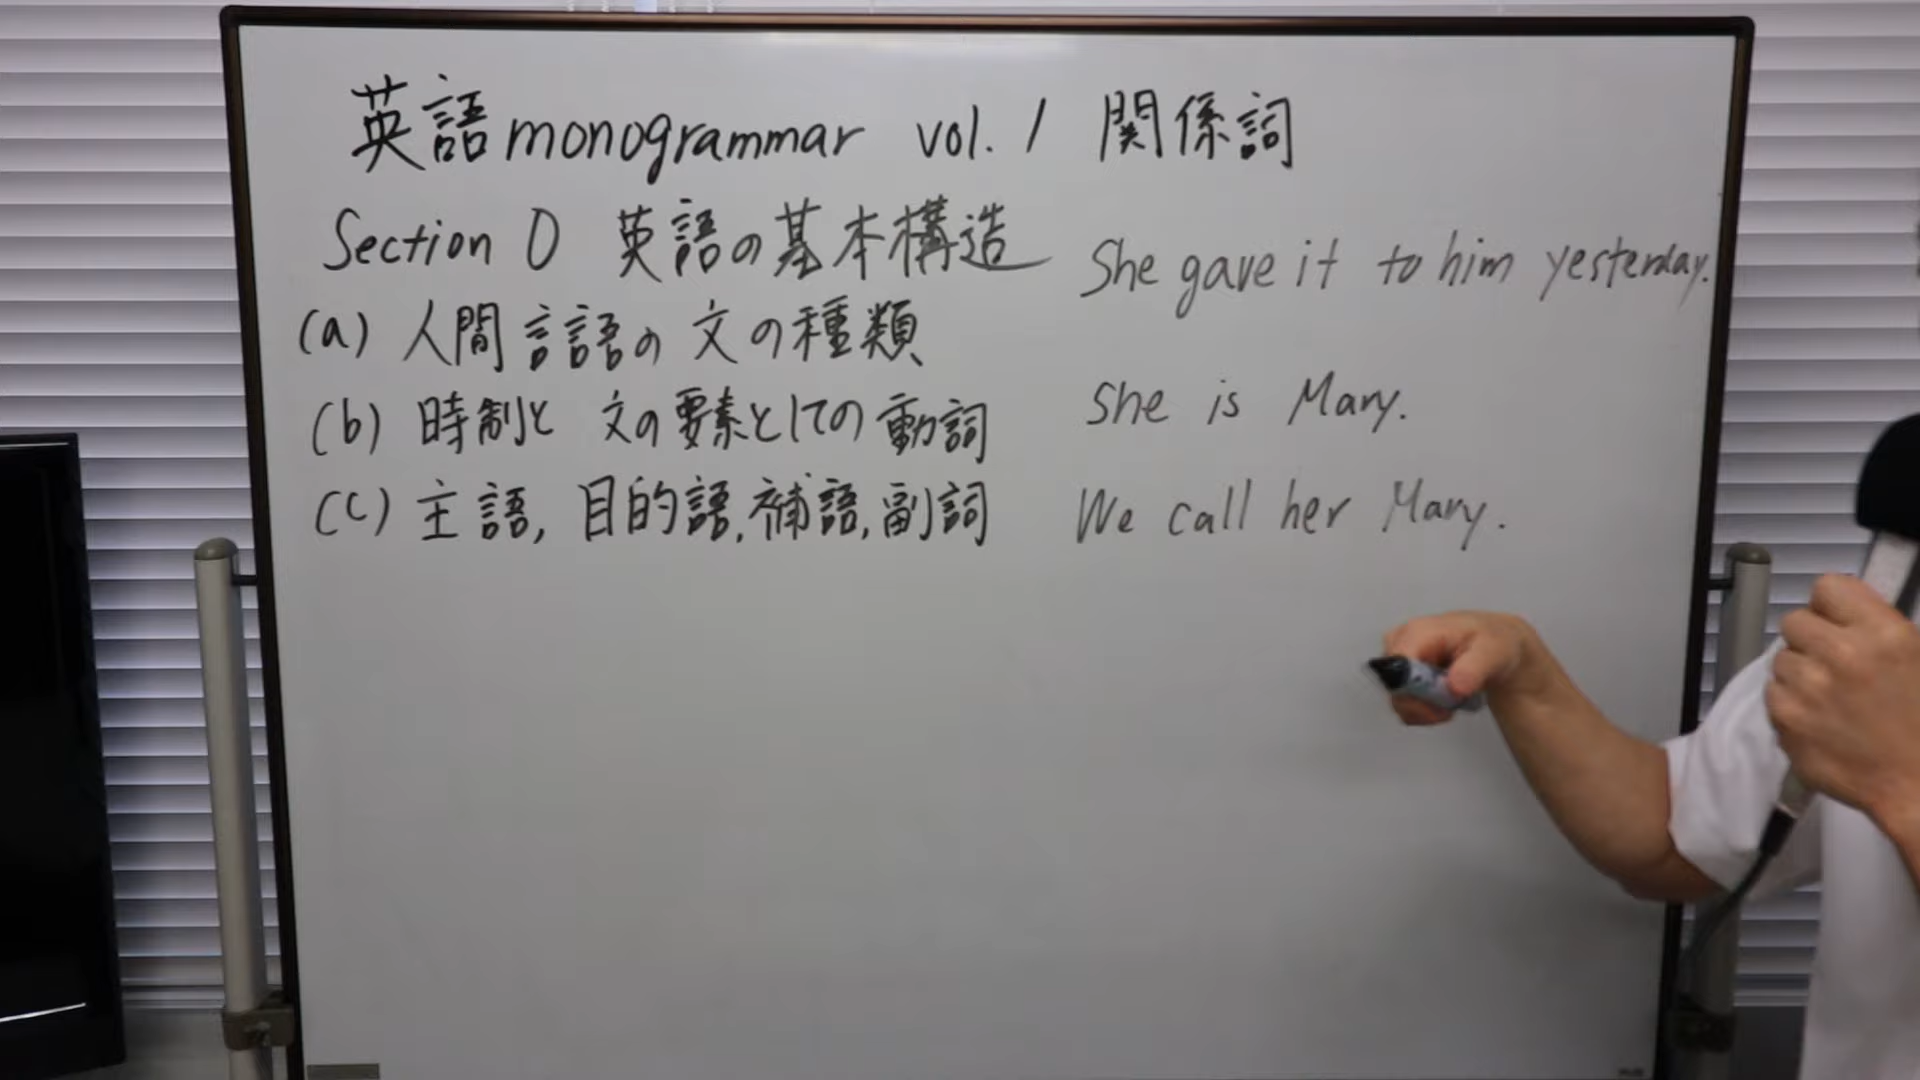 英語monogrammar vol.1 関係詞
Section 0 英語の基本構造
(a) 人間言語の文の種類
(b) 時制と文の要素としての動詞
(c) 主語,目的語,補語,副詞
She gave it to him yesterday.
She is Mary.
We call her Mary.